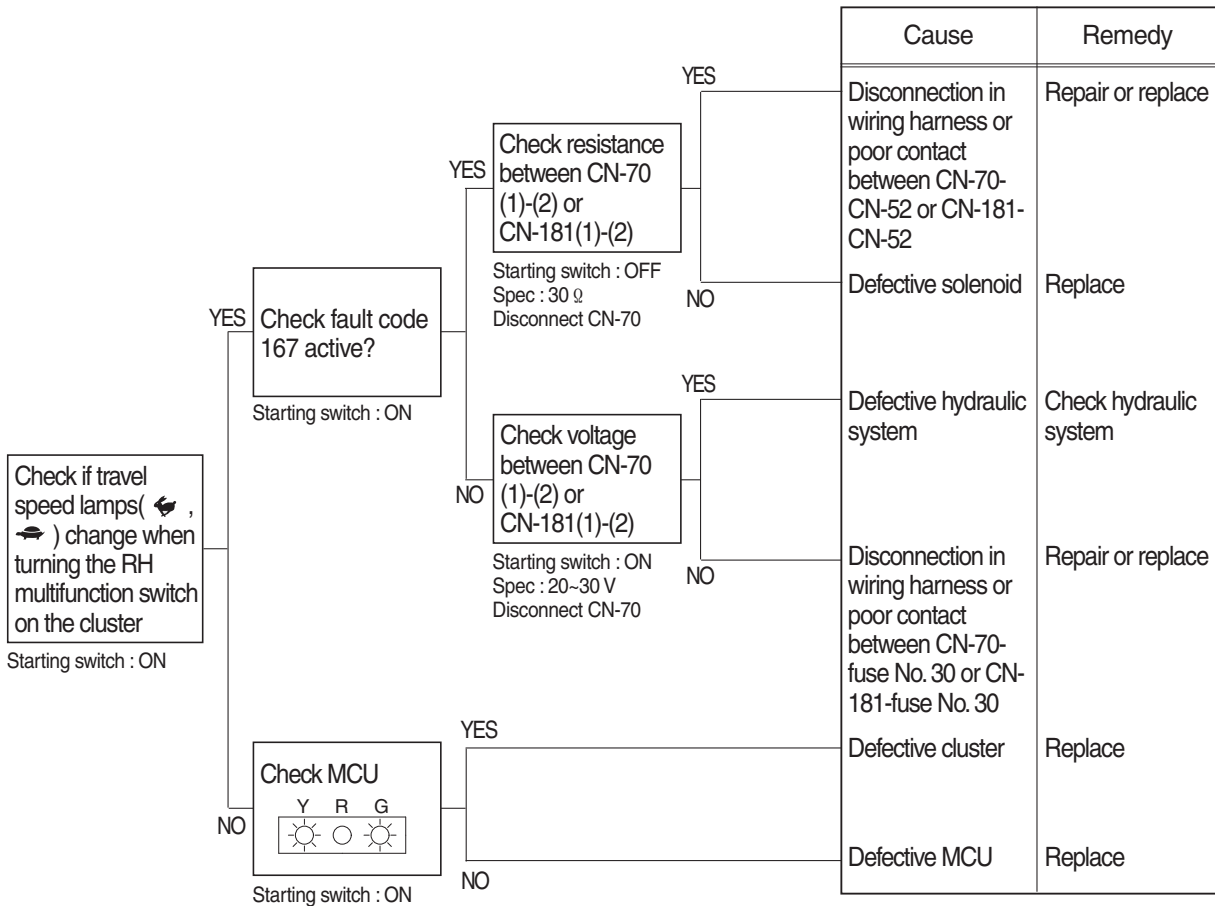 Check if travel
speed lamps( ,
) change when
turning the RH
multifunction switch
on the cluster
Starting switch : ON
YES
Check fault code
167 active?
Starting switch : ON
YES
Check resistance
between CN-70
(1)-(2) or
CN-181(1)-(2)
Starting switch : OFF
Spec : 30 Ω
Disconnect CN-70
YES
NO
NO
Check voltage
between CN-70
(1)-(2) or
CN-181(1)-(2)
Starting switch : ON
Spec : 20~30 V
Disconnect CN-70
YES
NO
NO
Check MCU
Y R G
Starting switch : ON
YES
NO
Cause Remedy
Disconnection in Repair or replace
wiring harness or
poor contact
between CN-70-
CN-52 or CN-181-
CN-52
Defective solenoid Replace
Defective hydraulic Check hydraulic
system system
Disconnection in Repair or replace
wiring harness or
poor contact
between CN-70-
fuse No. 30 or CN-
181-fuse No. 30
Defective cluster Replace
Defective MCU Replace